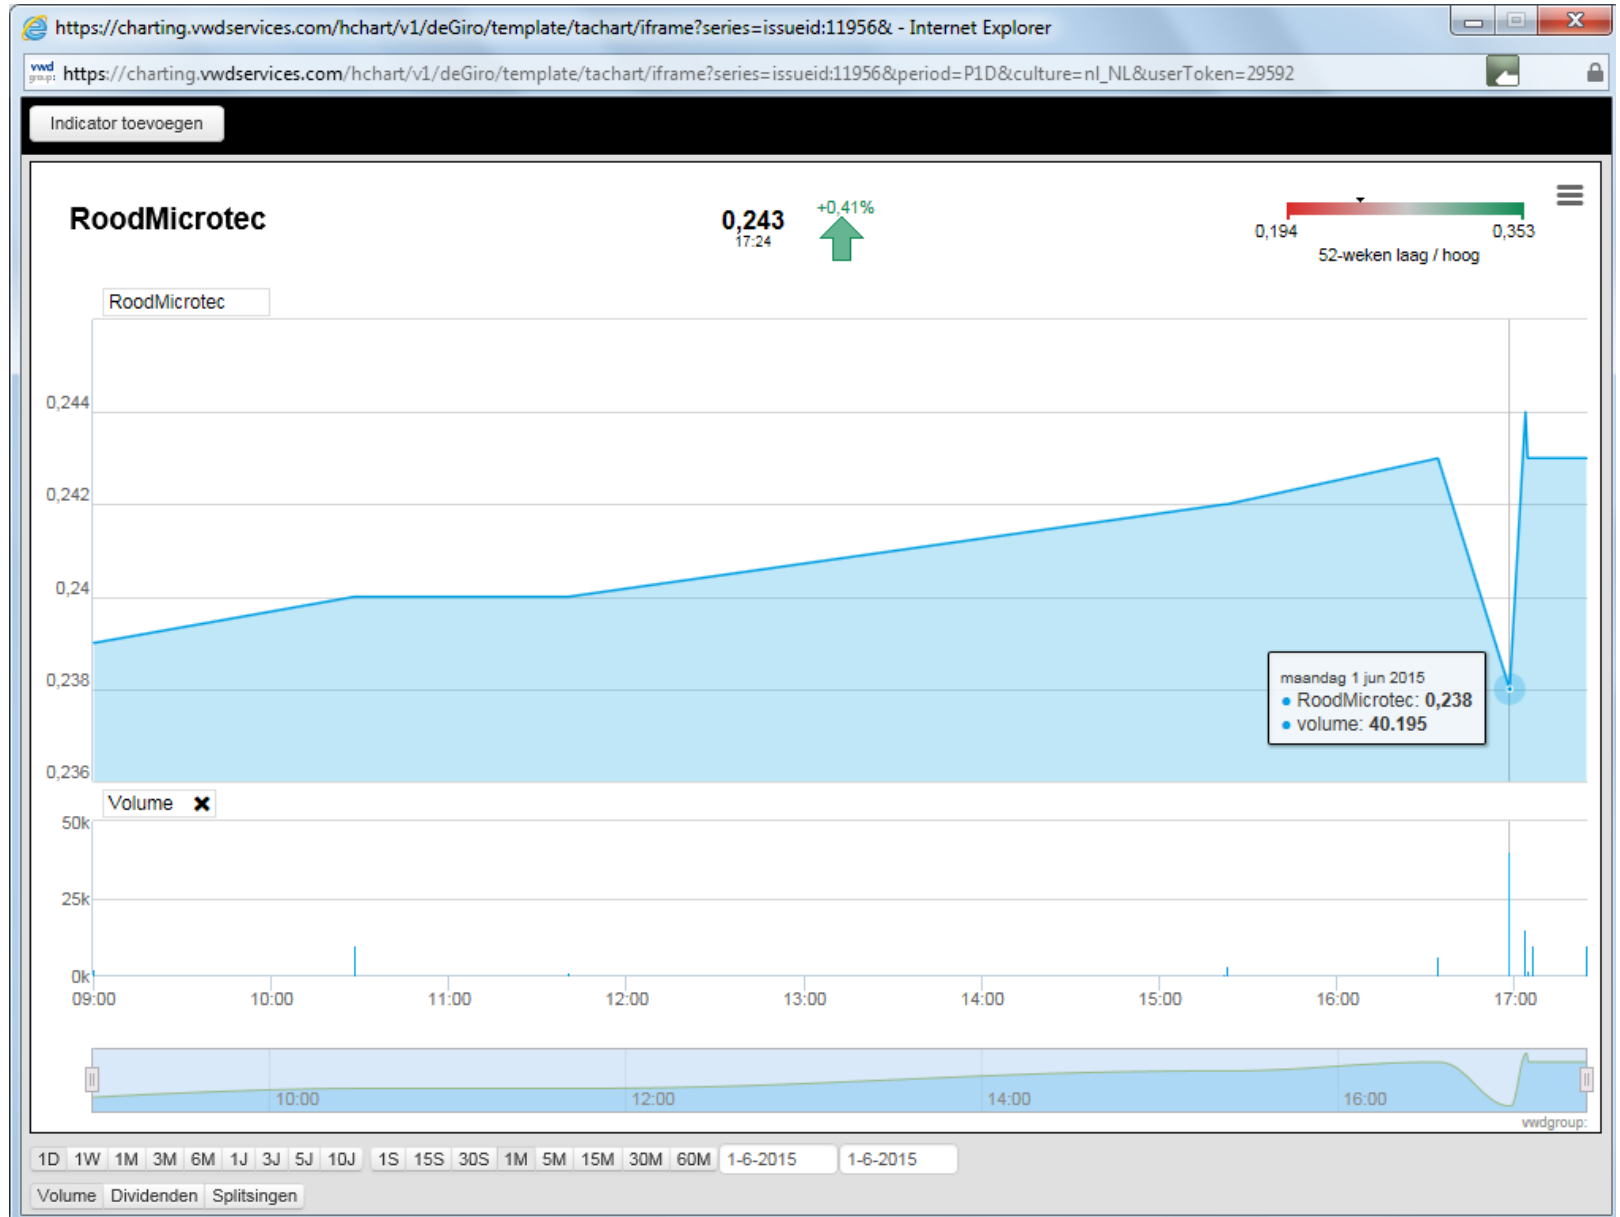 https://charting.vwdservices.com/hchart/v1/deGiro/template/tachart/iframe?series=issueid:11956& - Internet Explorer
vwd group: https://charting.vwdservices.com/hchart/v1/deGiro/template/tachart/iframe?series=issueid:11956&period=P1D&culture=nl_NL&userToken=29592
Indicator toevoegen
RoodMicrotec
0,243
17:24
+0,41%
0,194
0,353
52-weken laag / hoog
RoodMicrotec
0,244
0,242
0,24
0,238
0,236
maandag 1 jun 2015
RoodMicrotec: 0,238
volume: 40.195
Volume
50k
25k
0k
09:00 10:00 11:00 12:00 13:00 14:00 15:00 16:00 17:00
10:00 12:00 14:00 16:00
vwdgroup:
1D 1W 1M 3M 6M 1J 3J 5J 10J 1S 15S 30S 1M 5M 15M 30M 60M 1-6-2015 1-6-2015
Volume Dividenden Splitsingen